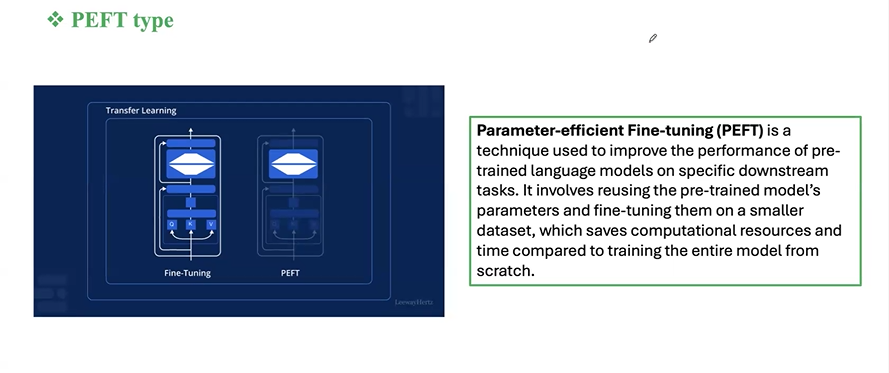 ❖ PEFT type
Transfer Learning
Q K V
Fine-Tuning
PEFT
LeewayHertz
Parameter-efficient Fine-tuning (PEFT) is a
technique used to improve the performance of pre-
trained language models on specific downstream
tasks. It involves reusing the pre-trained model’s
parameters and fine-tuning them on a smaller
dataset, which saves computational resources and
time compared to training the entire model from
scratch.